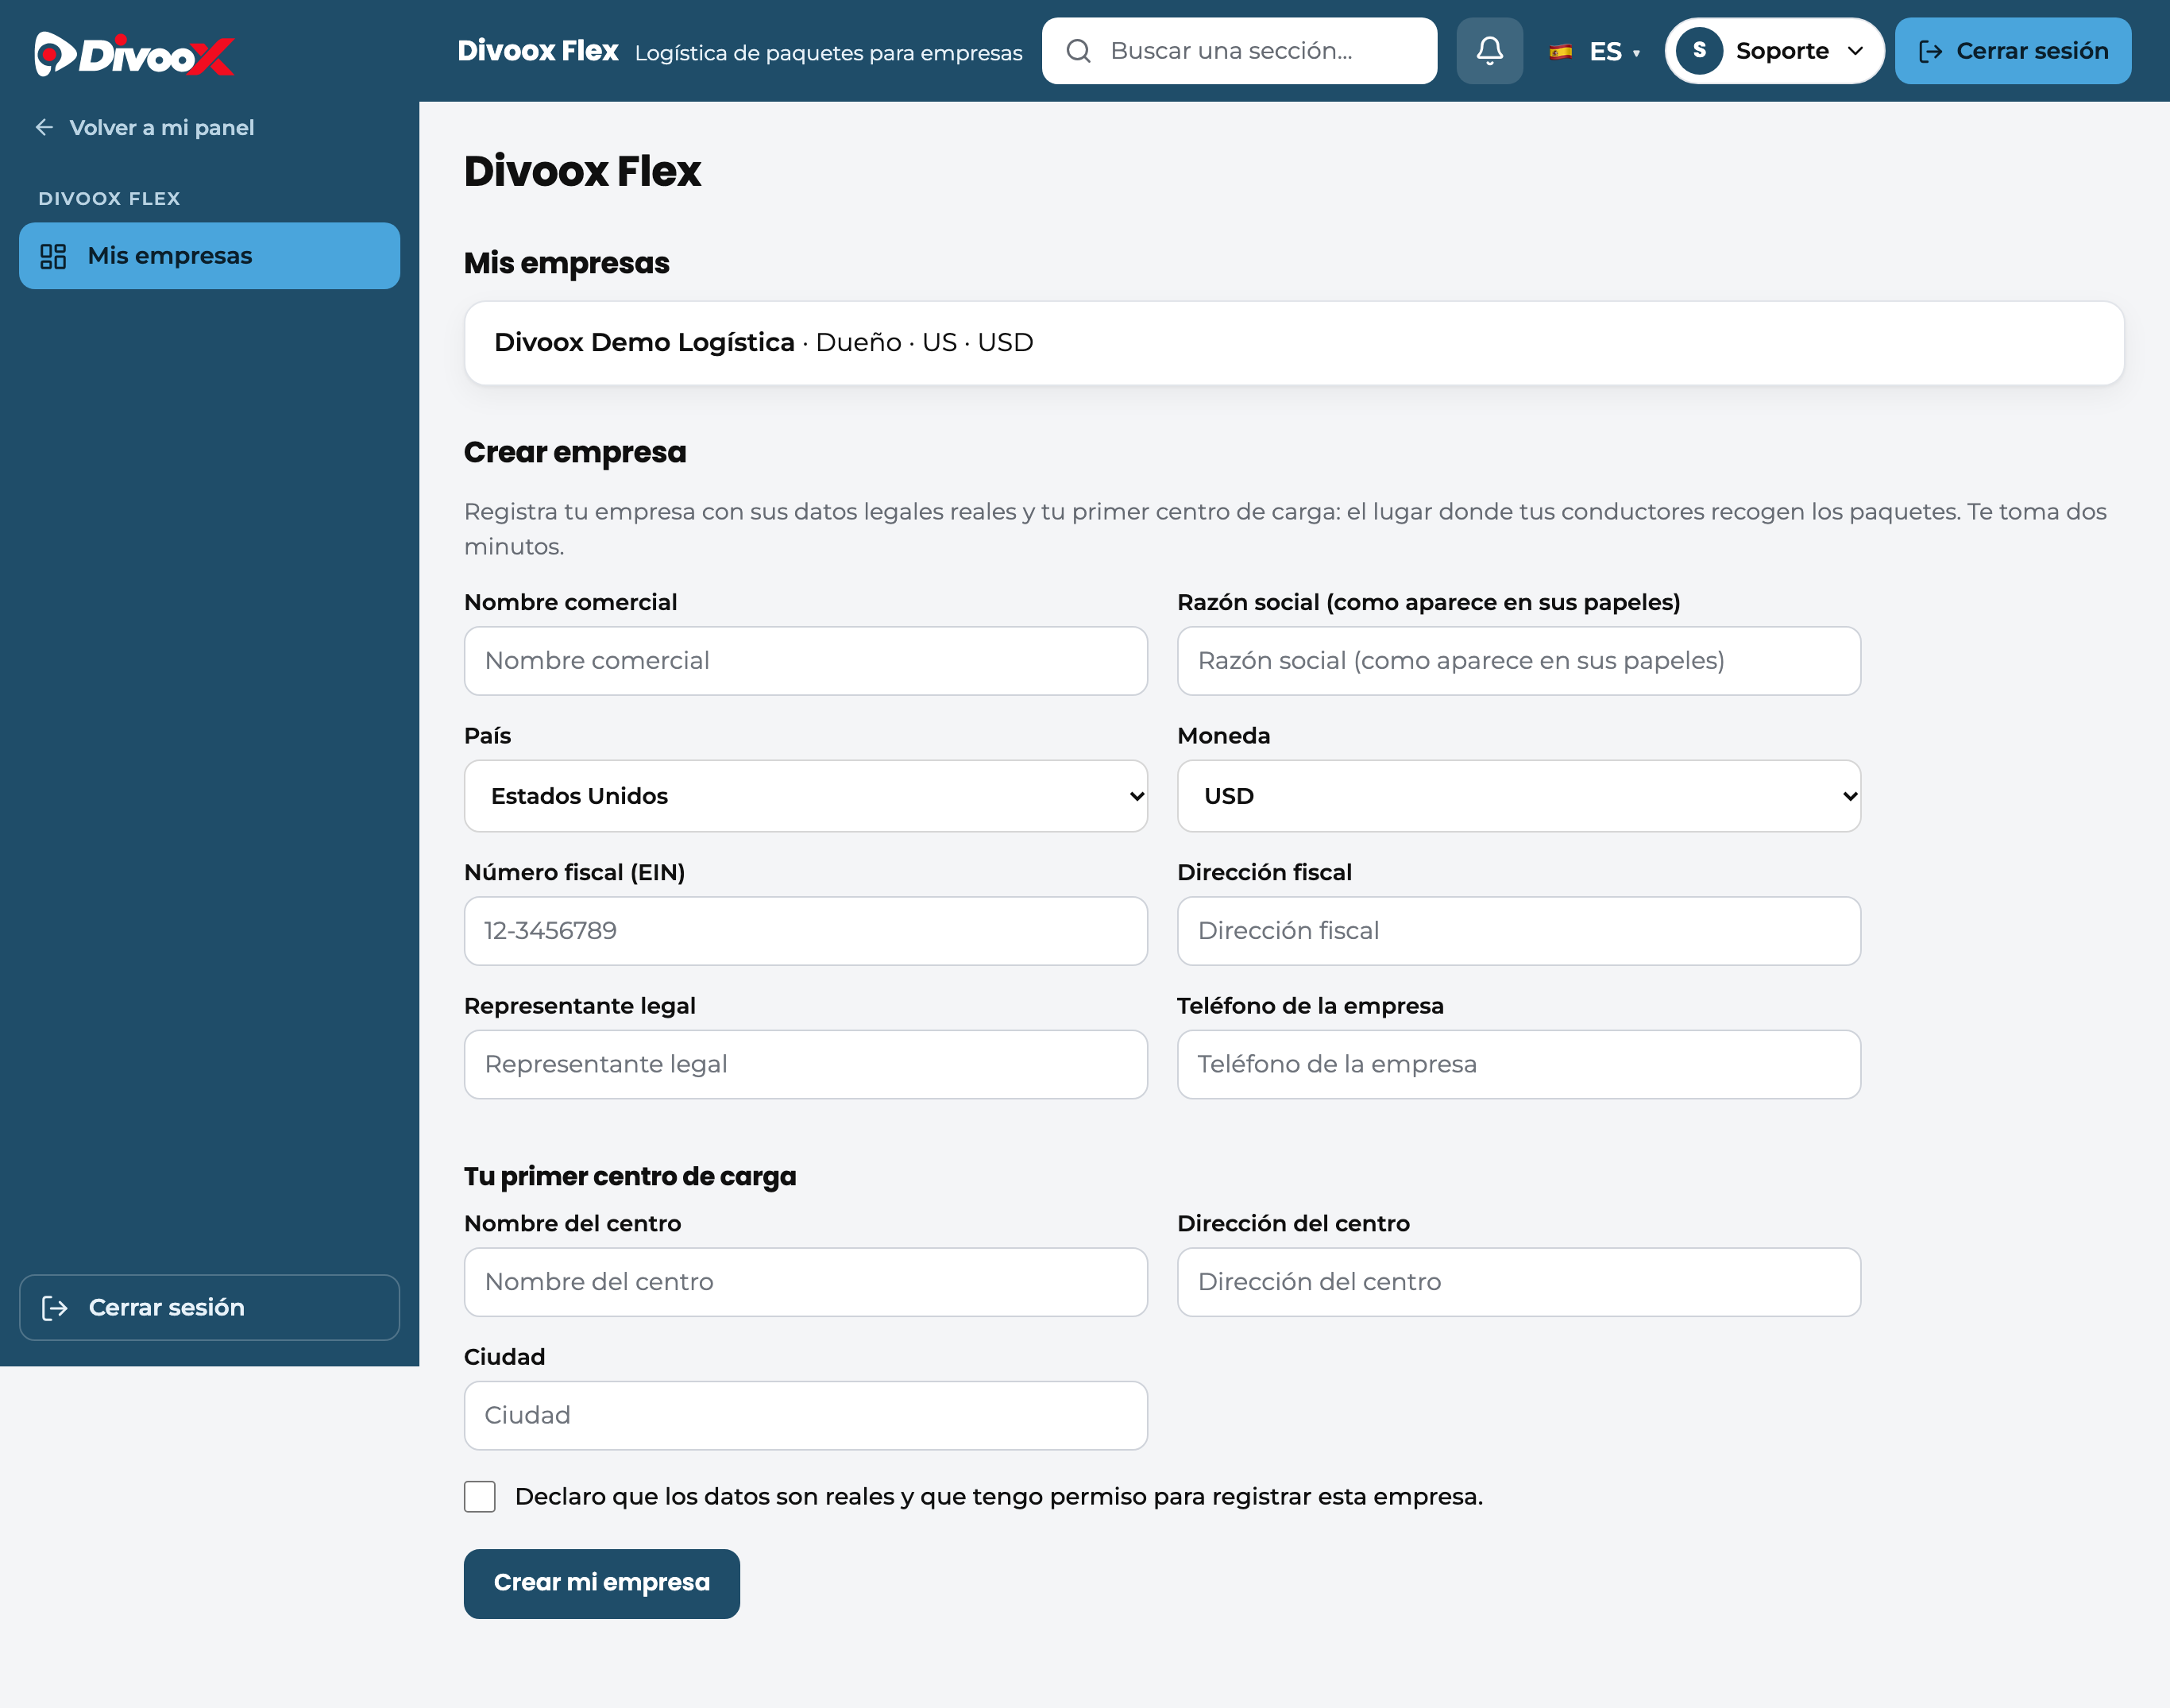 DivooX
Divoox Flex Logística de paquetes para empresas
Buscar una sección...
ES
S Soporte
Cerrar sesión
Volver a mi panel
DIVOOX FLEX
Mis empresas
Divoox Flex
Mis empresas
Divoox Demo Logística · Dueño · US · USD
Crear empresa
Registra tu empresa con sus datos legales reales y tu primer centro de carga: el lugar donde tus conductores recogen los paquetes. Te toma dos
minutos.
Nombre comercial
Nombre comercial
Razón social (como aparece en sus papeles)
Razón social (como aparece en sus papeles)
País
Estados Unidos
Moneda
USD
Número fiscal (EIN)
12-3456789
Dirección fiscal
Dirección fiscal
Representante legal
Representante legal
Teléfono de la empresa
Teléfono de la empresa
Tu primer centro de carga
Nombre del centro
Nombre del centro
Dirección del centro
Dirección del centro
Ciudad
Ciudad
Declaro que los datos son reales y que tengo permiso para registrar esta empresa.
Crear mi empresa
Cerrar sesión